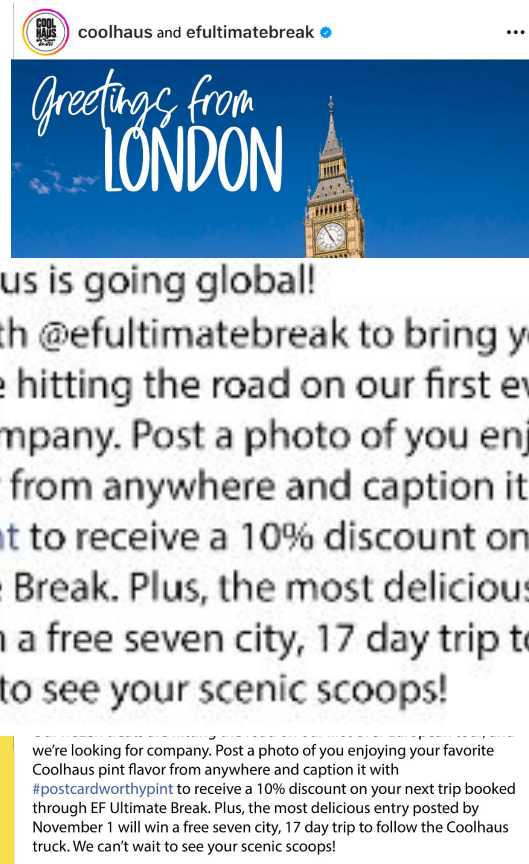 COOL
HAUS
coolhaus and efultimatebreak
greetings from
LONDON
us is going global!
th @efultimatebreak to bring y
e hitting the road on our first ev
mpany. Post a photo of you enj
from anywhere and caption it
nt to receive a 10% discount on
e Break. Plus, the most delicious
n a free seven city, 17 day trip to
to see your scenic scoops!
we’re looking for company. Post a photo of you enjoying your favorite
Coolhaus pint flavor from anywhere and caption it with
#postcardworthypint to receive a 10% discount on your next trip booked
through EF Ultimate Break. Plus, the most delicious entry posted by
November 1 will win a free seven city, 17 day trip to follow the Coolhaus
truck. We can’t wait to see your scenic scoops!